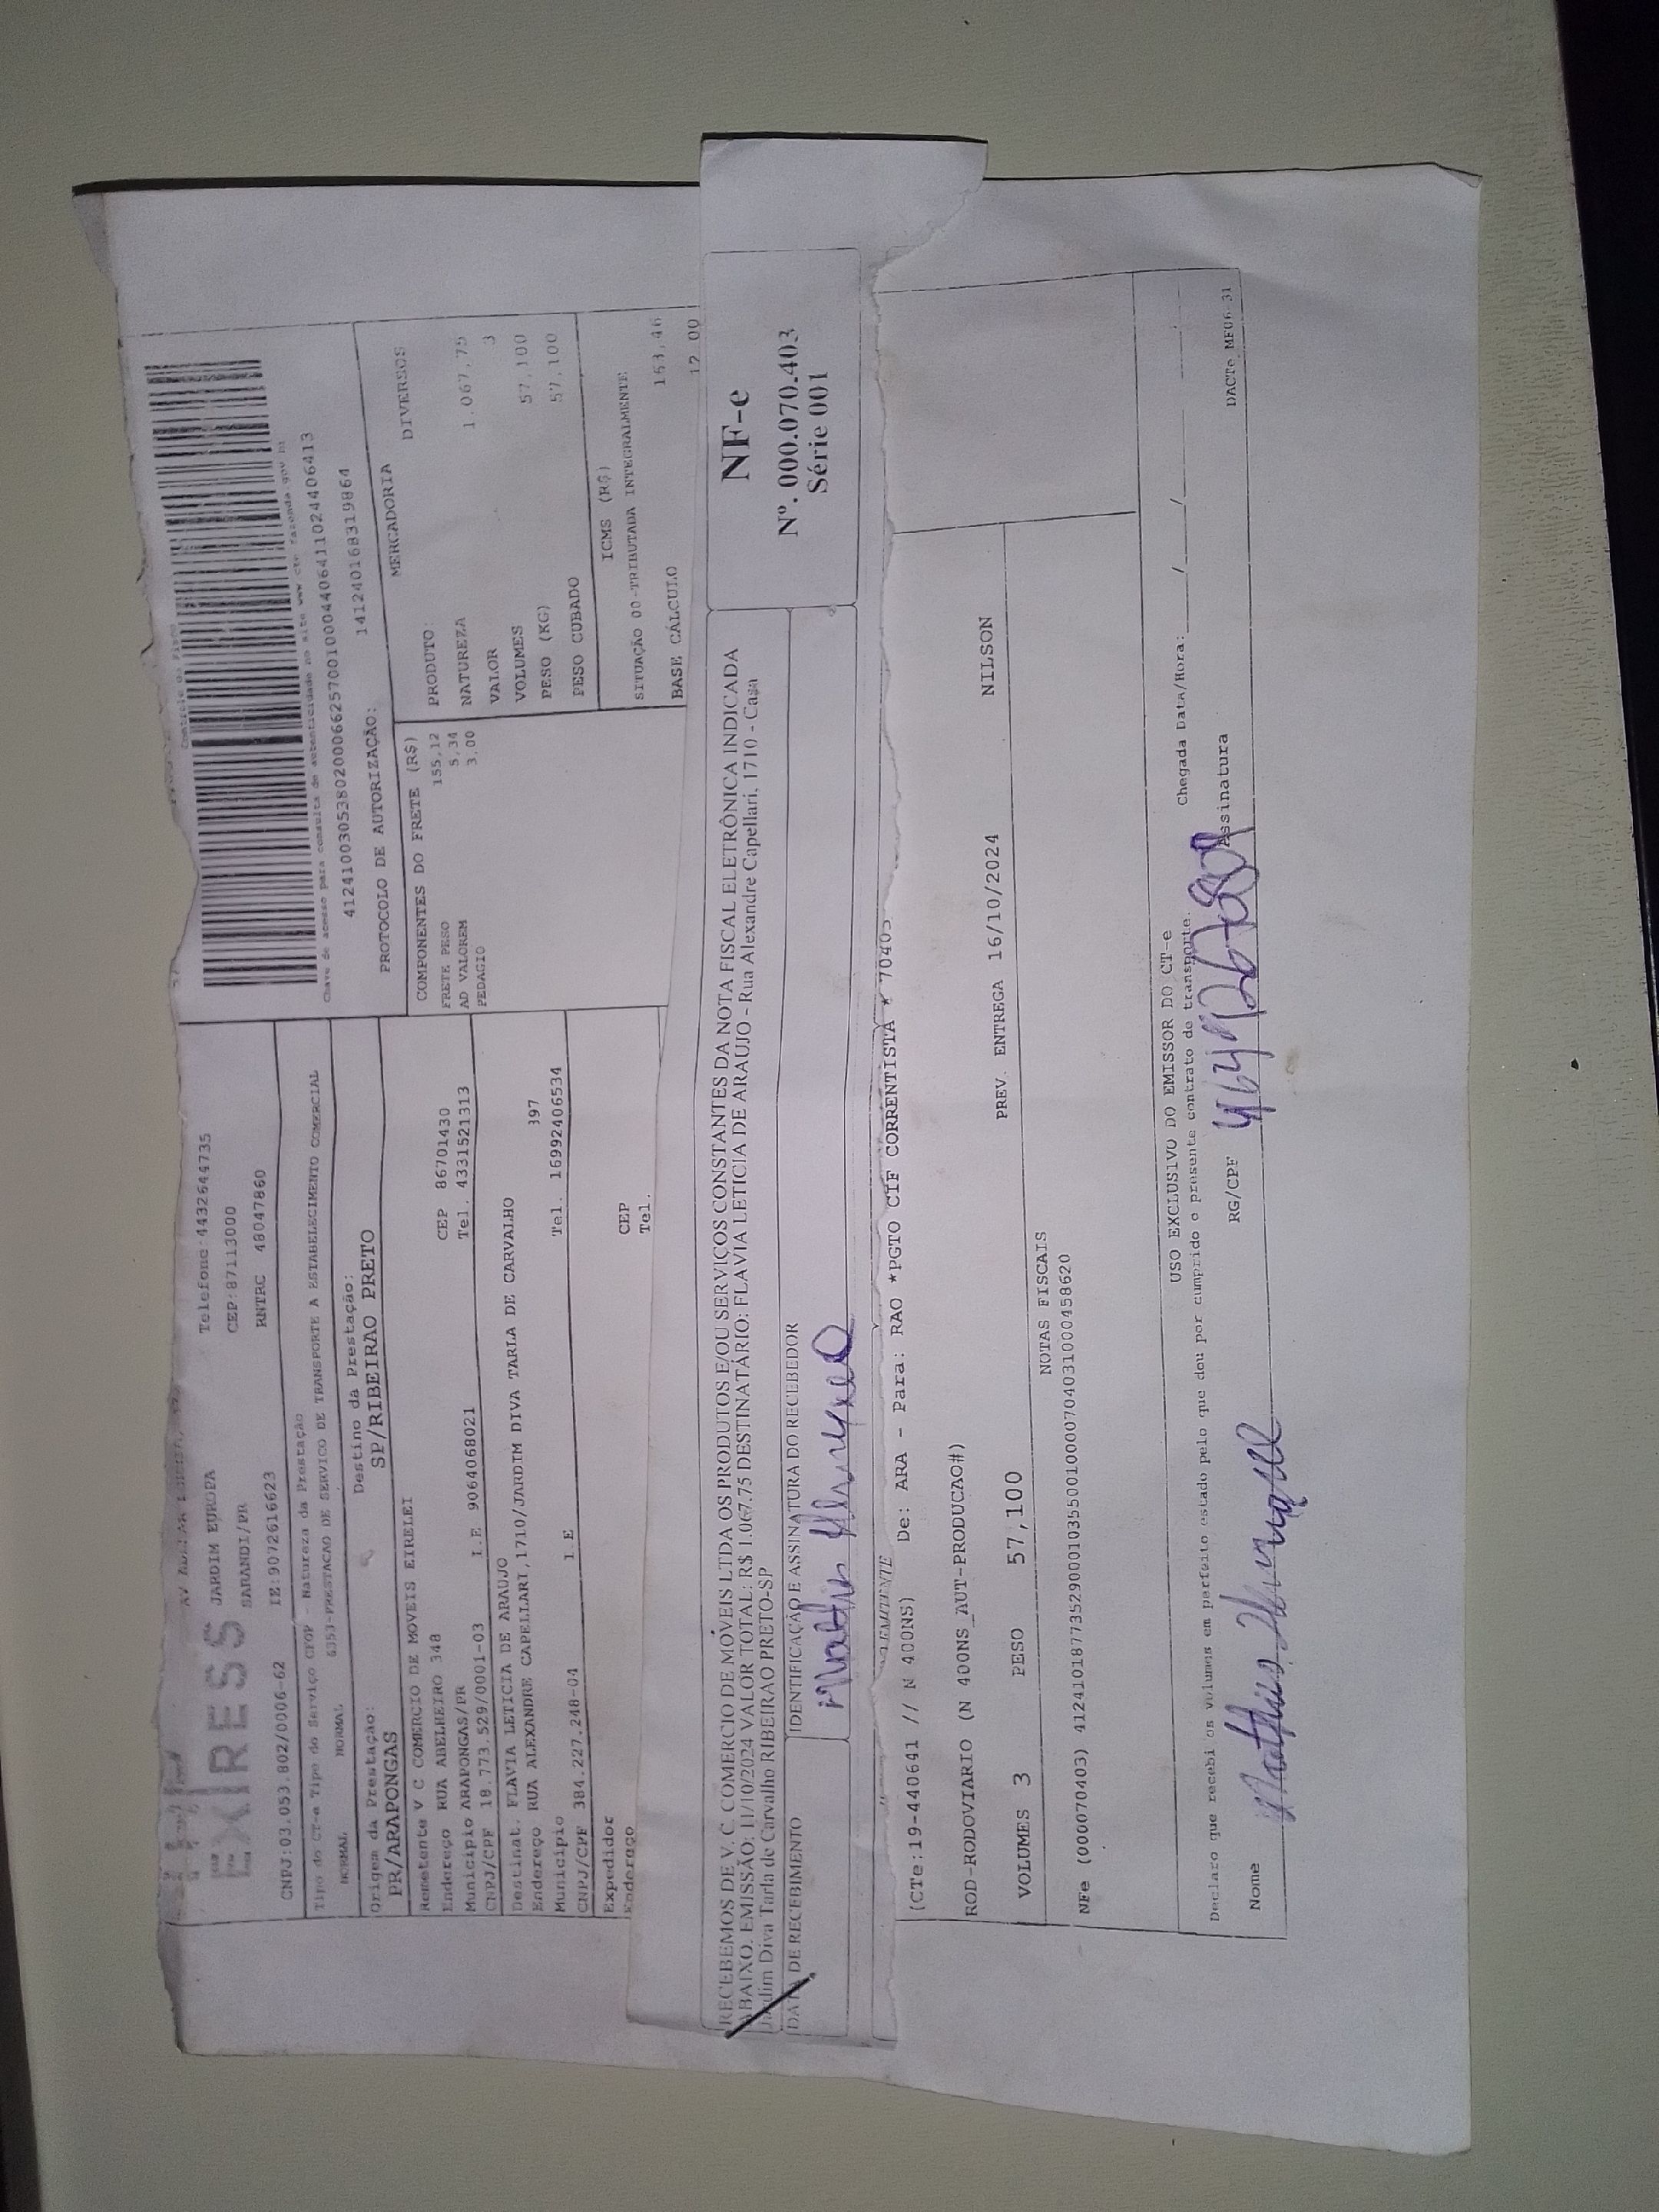 EXPRESS
JARDIM EUROPA
SARANDI/PR
Telefone:4432644735
CEP:87113000
CNPJ:03.053.802/0006-62 IE:9072616623 RNTRC 48047860
Tipo do CT-e Tipo do Serviço CFOP - Natureza da Prestação
NORMAL NORMAL 6353-PRESTACAO DE SERVICO DE TRANSPORTE A ESTABELECIMENTO COMERCIAL
Origem da Prestação: Destino da Prestação:
PR/ARAPONGAS SP/RIBEIRAO PRETO
Remetente V C COMERCIO DE MOVEIS EIRELEI
Endereço RUA ABELHEIRO 348 CEP 86701430
Município ARAPONGAS/PR Tel. 4331521313
CNPJ/CPF 18.773.529/0001-03 I.E 9064068021
Destinat. FLAVIA LETICIA DE ARAUJO
Endereço RUA ALEXANDRE CAPELLARI,1710/JARDIM DIVA TARLA DE CARVALHO
Município 397
CNPJ/CPF 384.227.248-04 I.E Tel. 16992406534
Expedidor
Endereço CEP
Tel.
Controle do Fisco
Chave de acesso para consulta de autenticidade no site www.cte.fazenda.gov.br
41241003053802000662570010004406411024406413
PROTOCOLO DE AUTORIZAÇÃO: 141240168319864
COMPONENTES DO FRETE (R$)
FRETE PESO 155,12
AD VALOREM 5,34
PEDAGIO 3,00
MERCADORIA
PRODUTO: DIVERSOS
NATUREZA
VALOR 1.067,75
VOLUMES 3
PESO (KG) 57,100
PESO CUBADO 57,100
ICMS (R$)
SITUAÇÃO 00-TRIBUTADA INTEGRALMENTE
BASE CÁLCULO 163,46
12,00
RECEBEMOS DE V. C. COMERCIO DE MÓVEIS LTDA OS PRODUTOS E/OU SERVIÇOS CONSTANTES DA NOTA FISCAL ELETRÔNICA INDICADA
ABAIXO. EMISSÃO: 11/10/2024 VALOR TOTAL: R$ 1.067.75 DESTINATÁRIO: FLAVIA LETICIA DE ARAUJO - Rua Alexandre Capellari, 1710 - Casa
Jardim Diva Tarla de Carvalho RIBEIRAO PRETO-SP
DATA DE RECEBIMENTO IDENTIFICAÇÃO E ASSINATURA DO RECEBEDOR
NF-e
Nº. 000.070.403
Série 001
(CTe:19-440641 // N 400NS) De: ARA - Para: RAO *PGTO CIF CORRENTISTA * 70403
ROD-RODOVIARIO (N 400NS_AUT-PRODUCAO#)
VOLUMES 3 PESO 57,100 PREV. ENTREGA 16/10/2024 NILSON
NOTAS FISCAIS
NFe (000070403) 41241018773529000103550010000704031000458620
USO EXCLUSIVO DO EMISSOR DO CT-e
Declaro que recebi os volumes em perfeito estado pelo que dou por cumprido o presente contrato de transporte. Chegada Data/Hora: ____/____/____
Nome RG/CPF Assinatura
DACTe_MF06.31